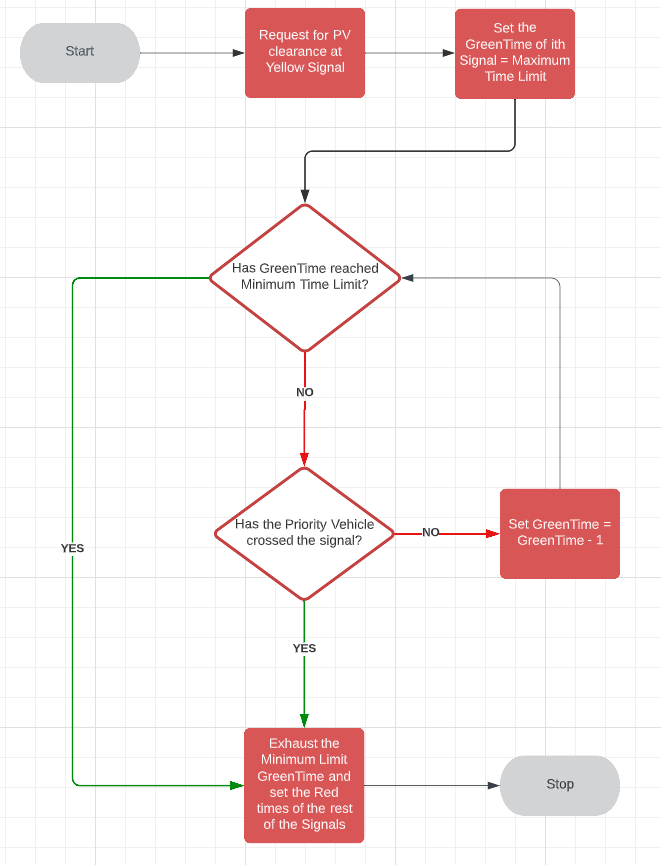 Start
Request for PV
clearance at
Yellow Signal
Set the
GreenTime of ith
Signal = Maximum
Time Limit
Has GreenTime reached
Minimum Time Limit?
NO
Has the Priority Vehicle
crossed the signal?
NO
Set GreenTime =
GreenTime - 1
YES
YES
Exhaust the
Minimum Limit
GreenTime and
set the Red
times of the rest
of the Signals
Stop